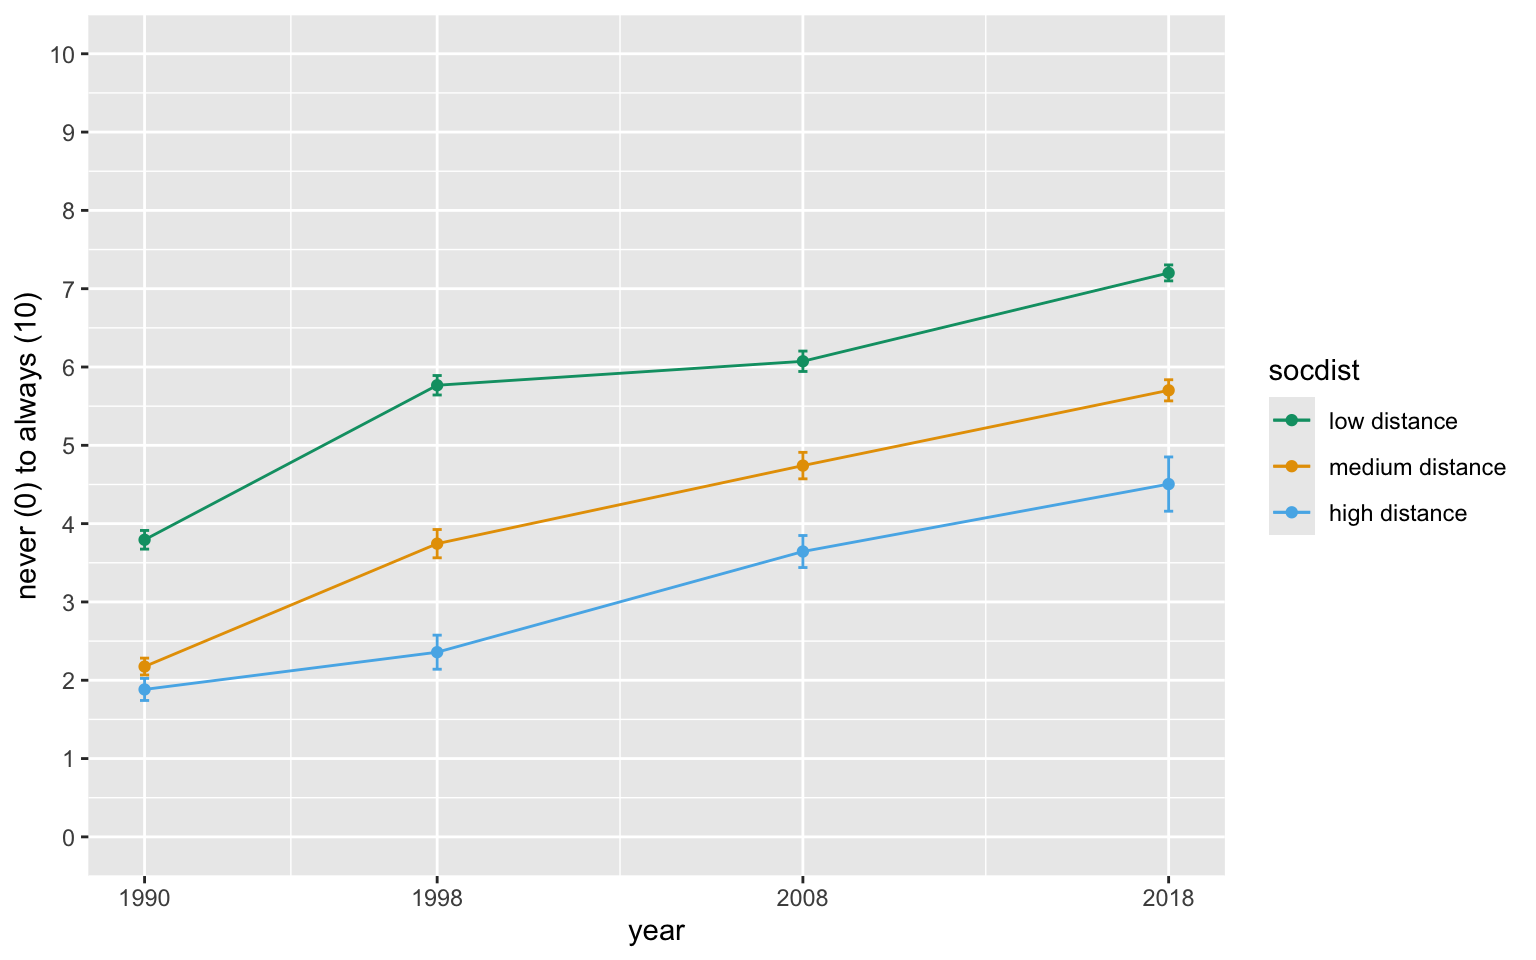 10
9
8
7
6
5
4
3
2
1
0
never (0) to always (10)
1990 1998 2008 2018
year
socdist
low distance
medium distance
high distance